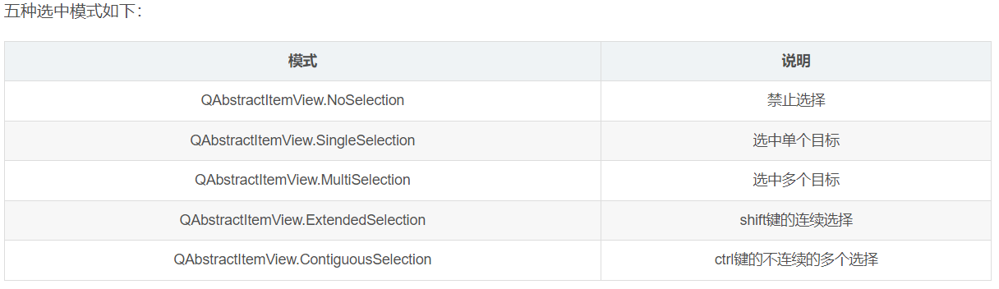 五种选中模式如下：
模式 说明
QAbstractItemView.NoSelection 禁止选择
QAbstractItemView.SingleSelection 选中单个目标
QAbstractItemView.MultiSelection 选中多个目标
QAbstractItemView.ExtendedSelection shift键的连续选择
QAbstractItemView.ContiguousSelection ctrl键的不连续的多个选择